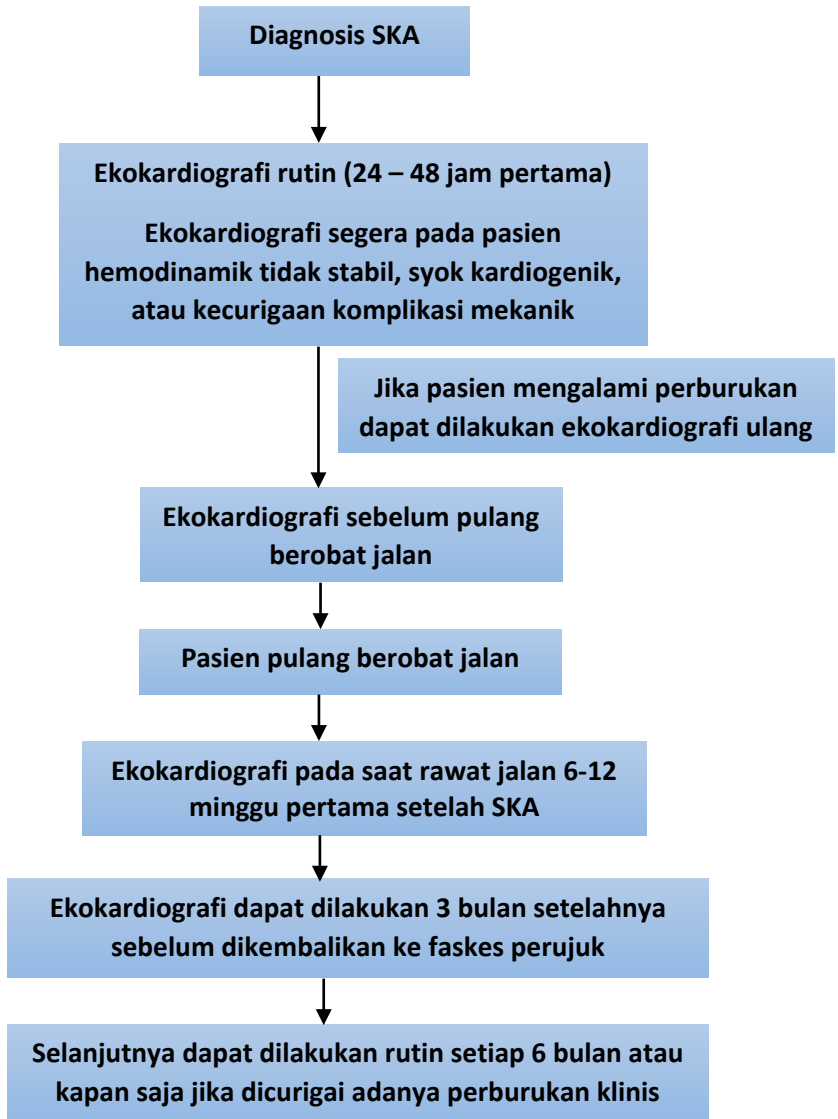 Diagnosis SKA
Ekokardiografi rutin (24 – 48 jam pertama)
Ekokardiografi segera pada pasien
hemodinamik tidak stabil, syok kardiogenik,
atau kecurigaan komplikasi mekanik
Jika pasien mengalami perburukan
dapat dilakukan ekokardiografi ulang
Ekokardiografi sebelum pulang
berobat jalan
Pasien pulang berobat jalan
Ekokardiografi pada saat rawat jalan 6-12
minggu pertama setelah SKA
Ekokardiografi dapat dilakukan 3 bulan setelahnya
sebelum dikembalikan ke faskes perujuk
Selanjutnya dapat dilakukan rutin setiap 6 bulan atau
kapan saja jika dicurigai adanya perburukan klinis